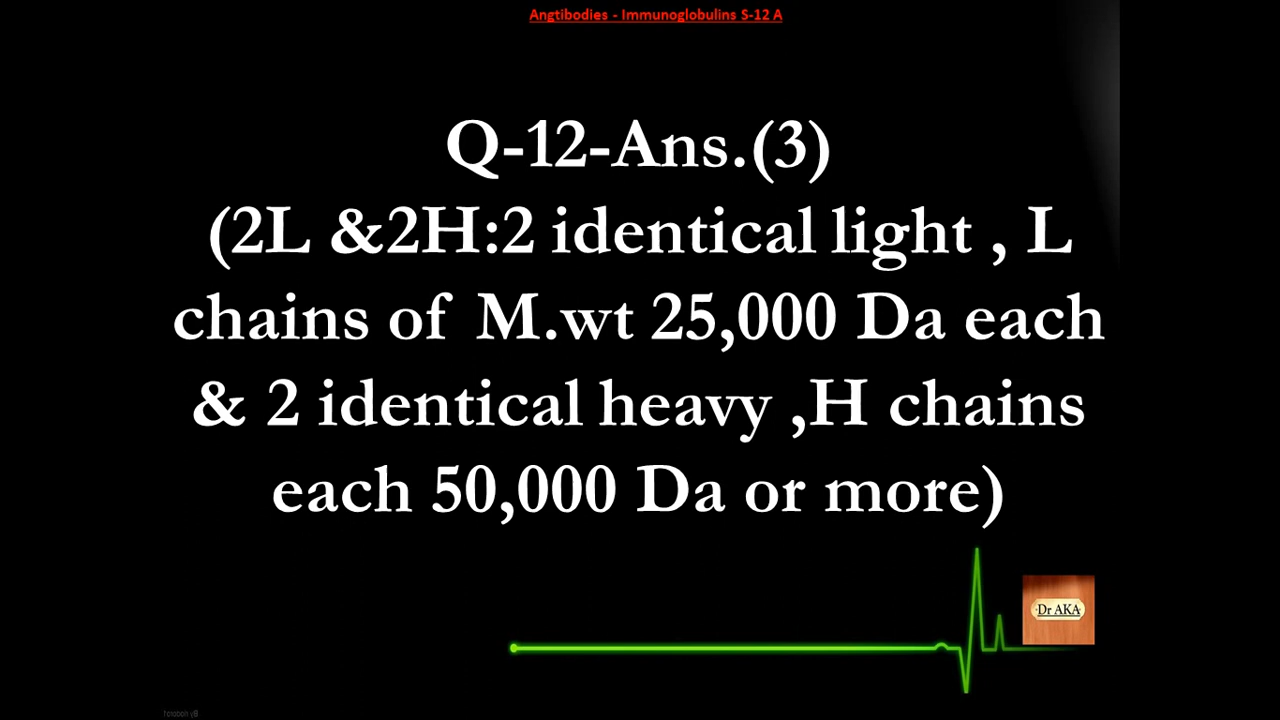 Angtibodies - Immunoglobulins S-12 A
Q-12-Ans.(3)
(2L &2H:2 identical light , L
chains of M.wt 25,000 Da each
& 2 identical heavy ,H chains
each 50,000 Da or more)
Dr AKA